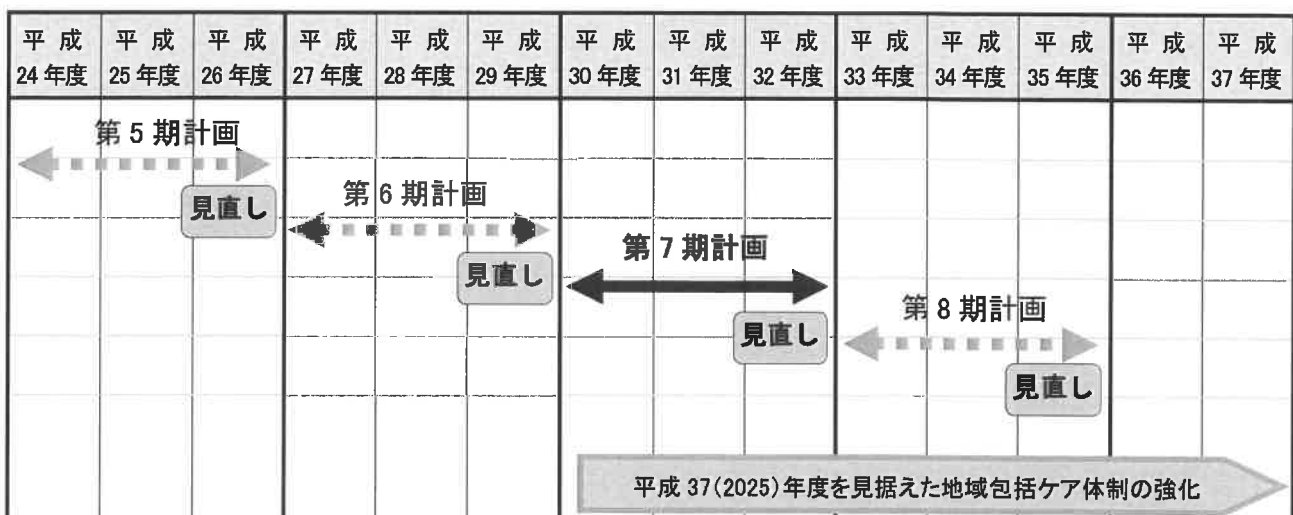 平成 平成 平成 平成 平成 平成 平成 平成 平成 平成 平成 平成 平成 平成
24年度 25年度 26年度 27年度 28年度 29年度 30年度 31年度 32年度 33年度 34年度 35年度 36年度 37年度
第5期計画
見直し
第6期計画
見直し
第7期計画
見直し
第8期計画
見直し
平成37(2025)年度を見据えた地域包括ケア体制の強化